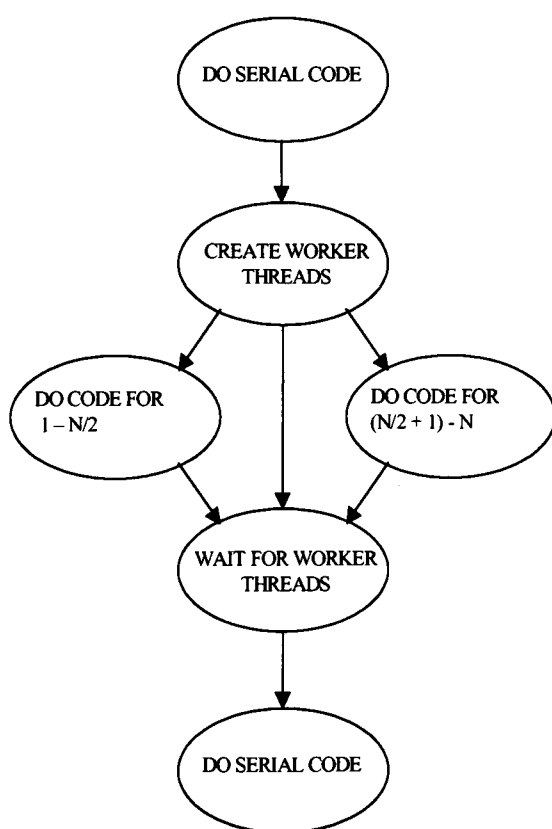 DO SERIAL CODE
CREATE WORKER
THREADS
DO CODE FOR
1 – N/2
DO CODE FOR
(N/2 + 1) - N
WAIT FOR WORKER
THREADS
DO SERIAL CODE